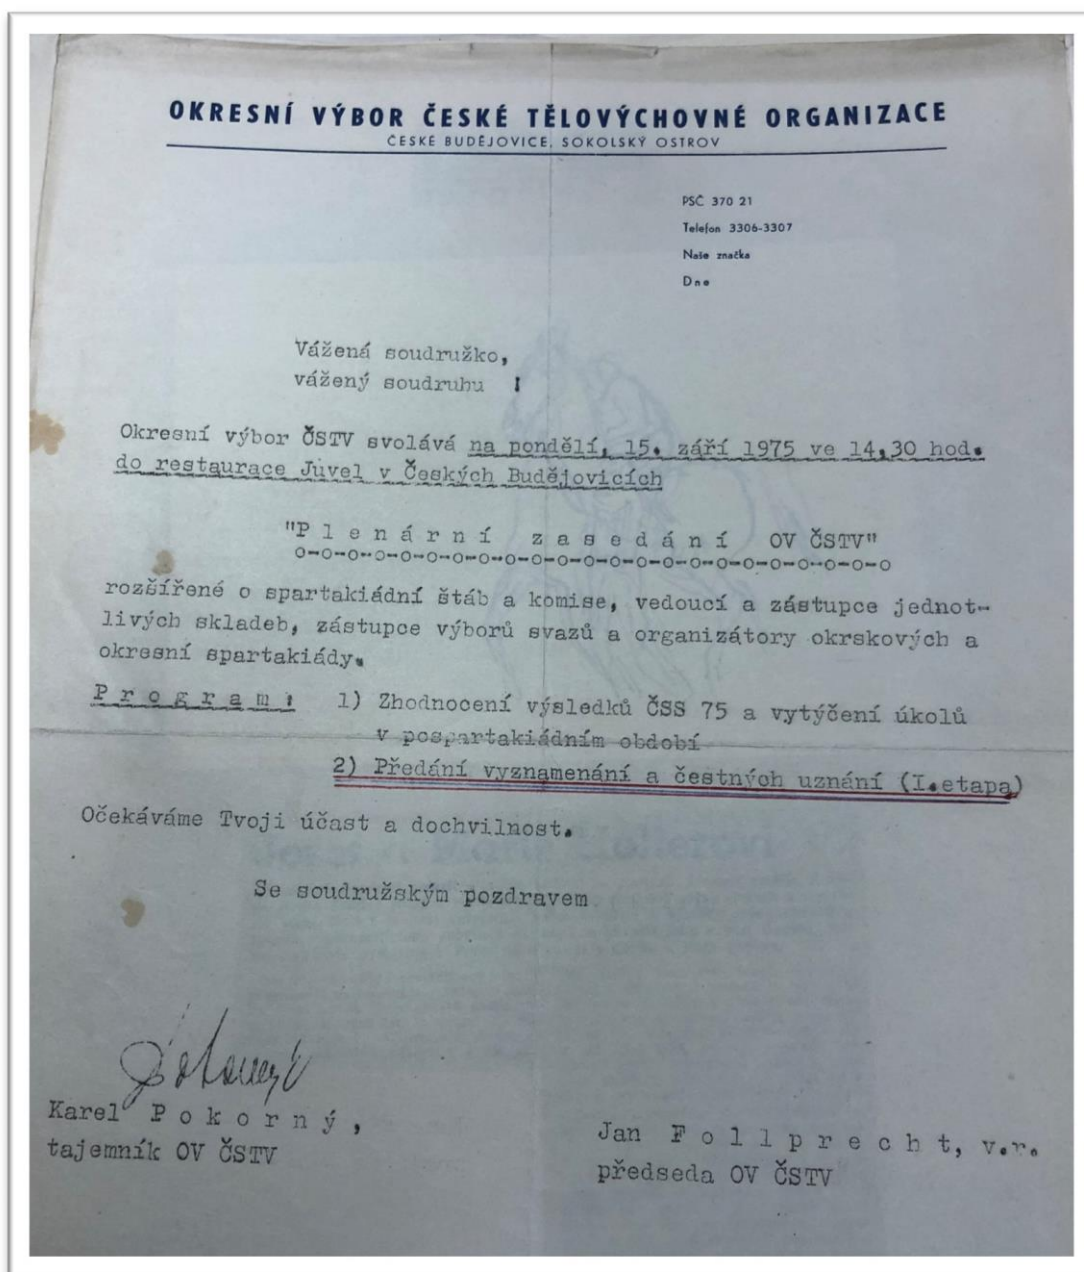 OKRESNÍ VÝBOR ČESKÉ TĚLOVÝCHOVNÉ ORGANIZACE
ČESKÉ BUDĚJOVICE, SOKOLSKÝ OSTROV
PSČ 370 21
Telefon 3306-3307
Naše značka
Dne
Vážená soudružko,
vážený soudruhu !
Okresní výbor ČSTV svolává na pondělí, 15. září 1975 ve 14,30 hod.
do restaurace Juvel v Českých Budějovicích
"P l e n á r n í z a s e d á n í OV ČSTV"
o-o-o-o-o-o-o-o-o-o-o-o-o-o-o-o-o-o-o-o-o-o-o
rozšířené o spartakiádní štáb a komise, vedoucí a zástupce jednot-
livých skladeb, zástupce výborů svazů a organizátory okrskových a
okresní spartakiády.
P r o g r a m : 1) Zhodnocení výsledků ČSS 75 a vytýčení úkolů
v pospartakiádním období
2) Předání vyznamenání a čestných uznání (I.etapa)
Očekáváme Tvoji účast a dochvilnost.
Se soudružským pozdravem
Karel P o k o r n ý ,
tajemník OV ČSTV
Jan F o l l p r e c h t, v.r.
předseda OV ČSTV